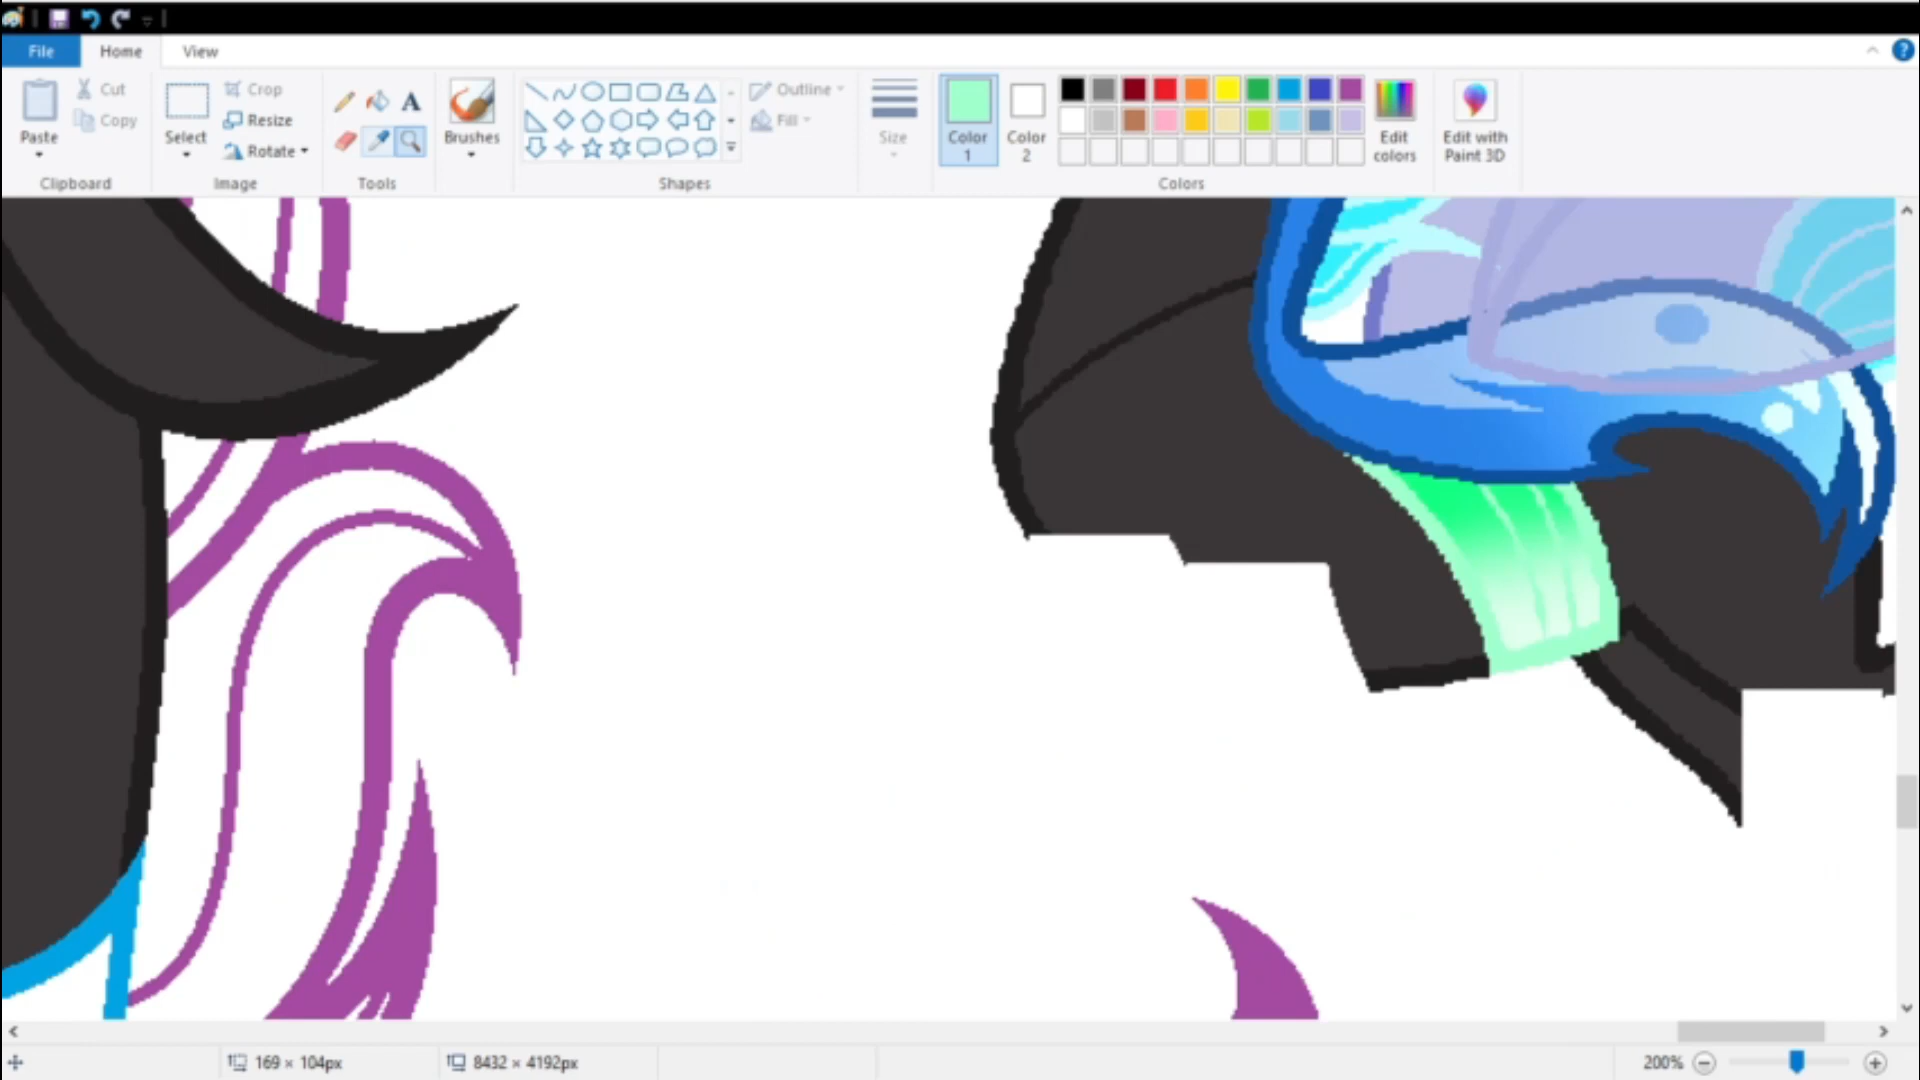 File Home View
Paste Cut Copy Clipboard
Select Crop Resize Rotate Image
A Tools
Brushes
Shapes Outline Fill
Size
Color 1 Color 2
Colors
Edit colors
Edit with Paint 3D
?
169 × 104px 8432 × 4192px 200%